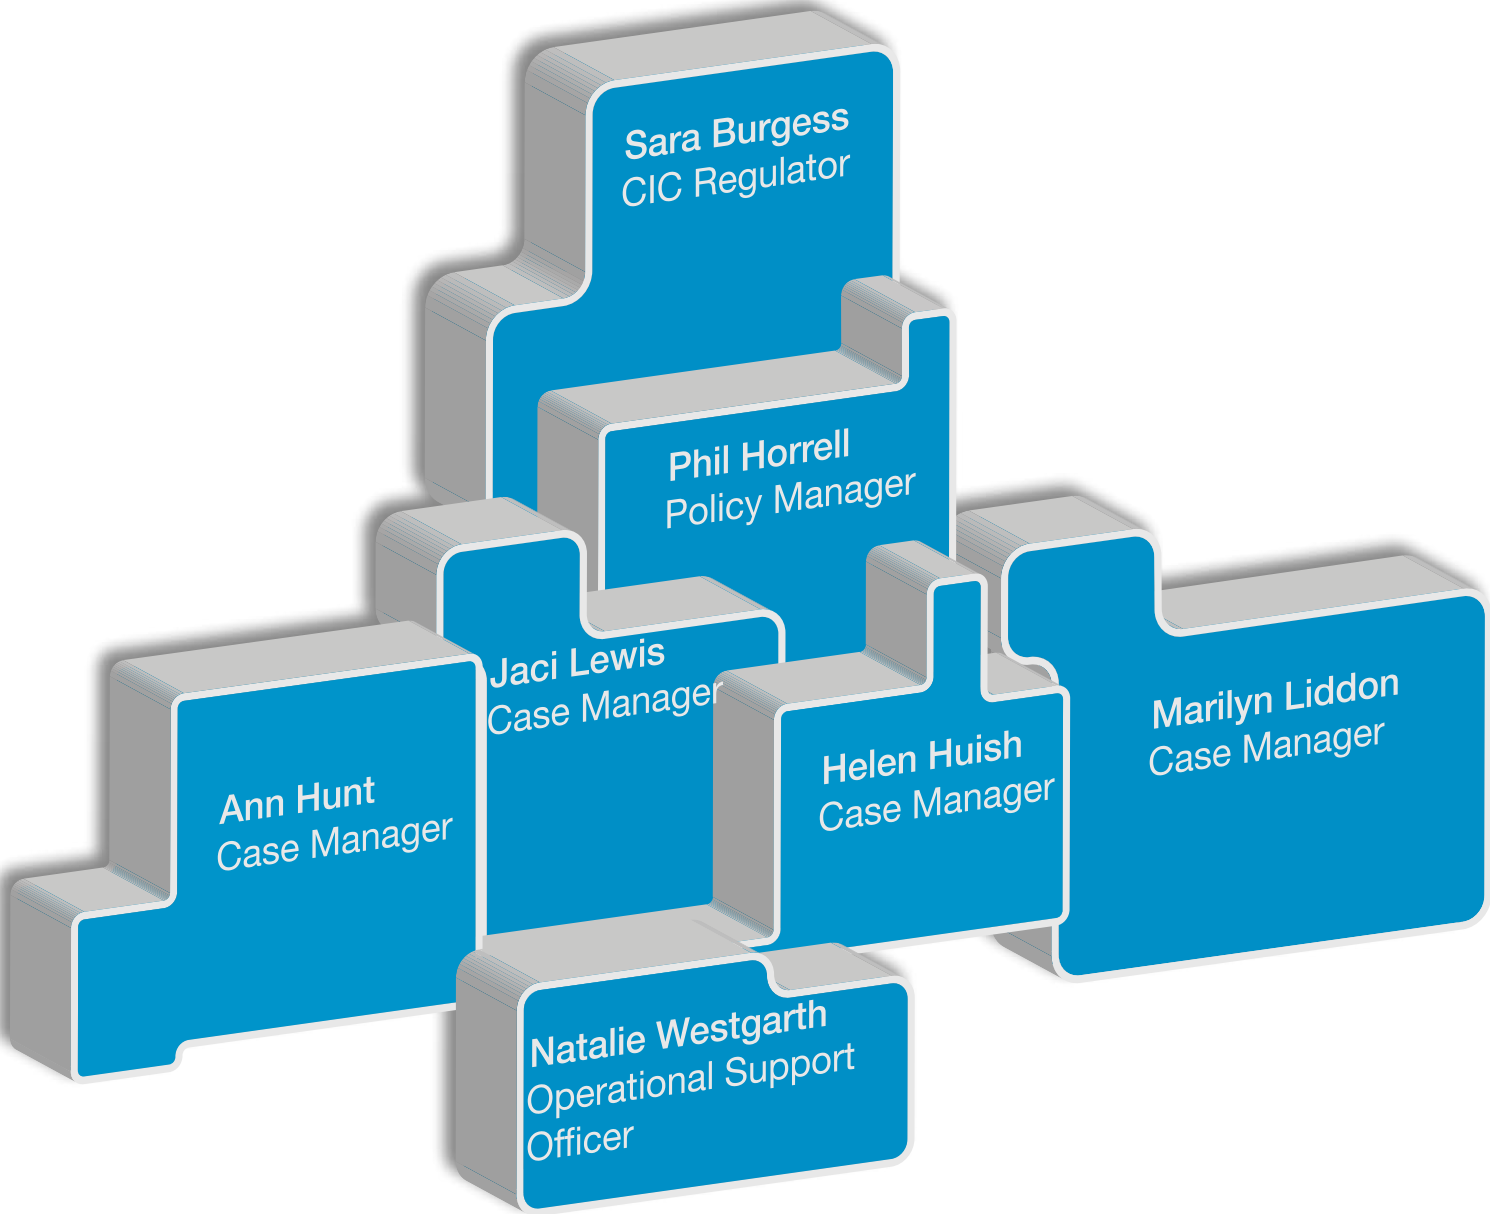 Sara Burgess
CIC Regulator
Phil Horrell
Policy Manager
Jaci Lewis
Case Manager
Marilyn Liddon
Case Manager
Helen Huish
Case Manager
Ann Hunt
Case Manager
Natalie Westgarth
Operational Support
Officer